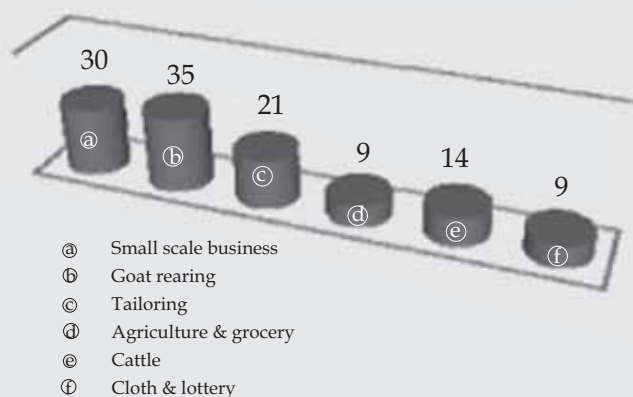 30
35
21
9
14
9
ⓐ
ⓑ
ⓒ
ⓓ
ⓔ
ⓕ
ⓐ Small scale business
ⓑ Goat rearing
ⓒ Tailoring
ⓓ Agriculture & grocery
ⓔ Cattle
ⓕ Cloth & lottery